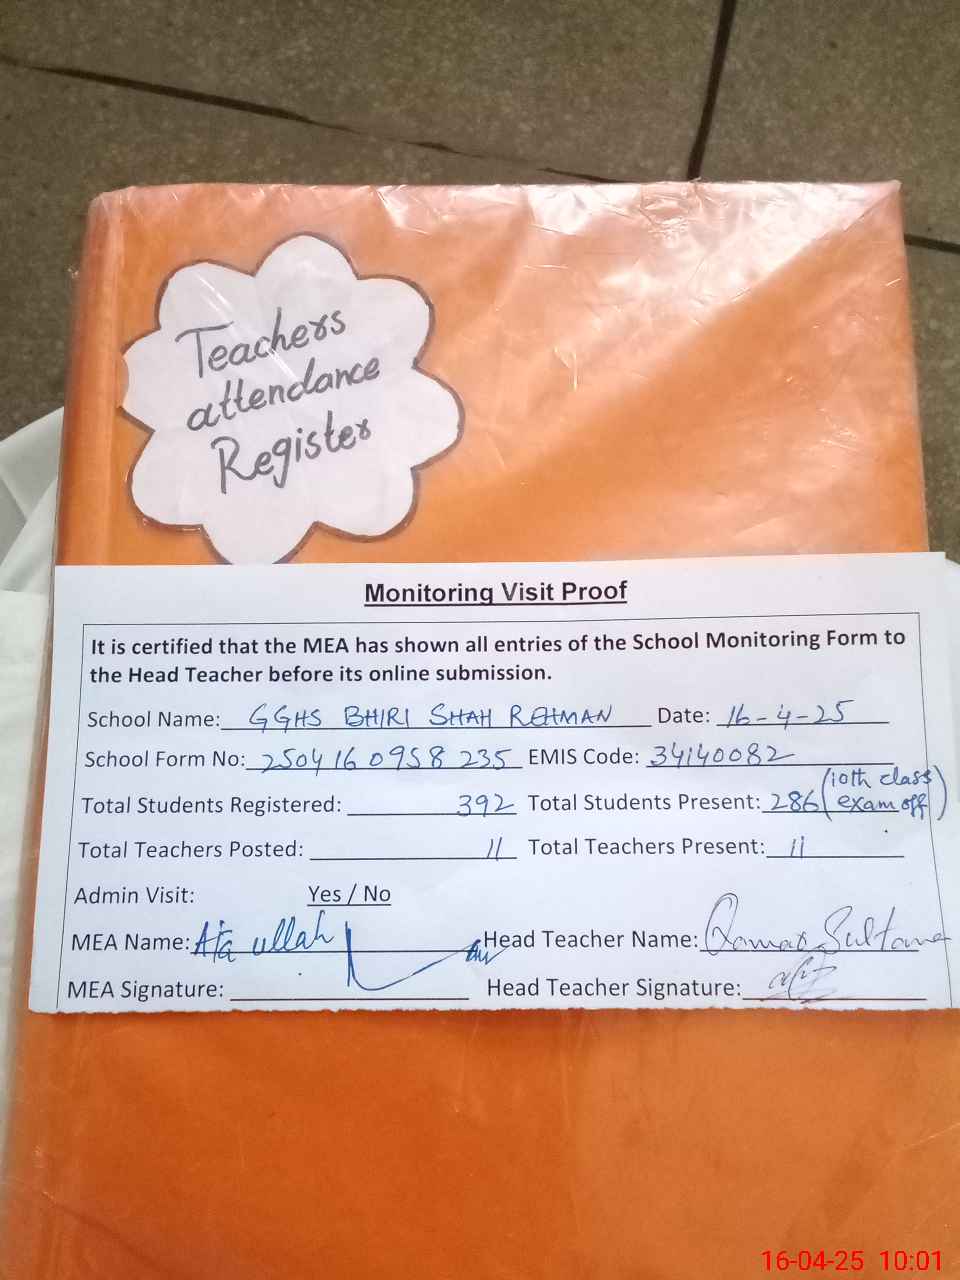 Teachers
attendance
Register
Monitoring Visit Proof
It is certified that the MEA has shown all entries of the School Monitoring Form to
the Head Teacher before its online submission.
School Name: GGHS BHIRI SHAH REHMAN Date: 16-4-25
School Form No: 2504160958235 EMIS Code: 34140082
Total Students Registered: 392 Total Students Present: 286 (10th class exam off)
Total Teachers Posted: 11 Total Teachers Present: 11
Admin Visit: Yes / No
MEA Name: Ata ullah Head Teacher Name: Qamar Sultana
MEA Signature: Head Teacher Signature:
16-04-25 10:01